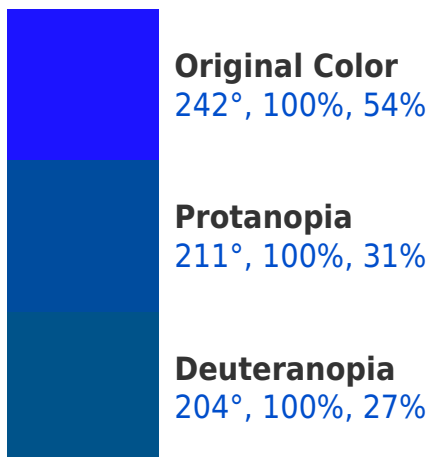 Original Color
242°, 100%, 54%
Protanopia
211°, 100%, 31%
Deuteranopia
204°, 100%, 27%